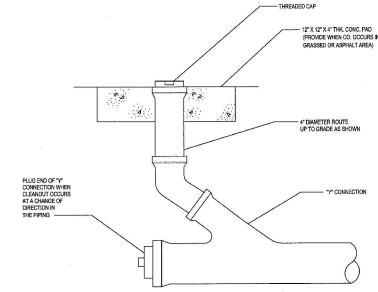 THREADED CAP
12" X 12" X 4" THK. CONC. PAD
(PROVIDE WHEN CO. OCCURS IN
GRASSED OR ASPHALT AREA)
4" DIAMETER ROUTE
UP TO GRADE AS SHOWN
PLUG END OF "Y"
CONNECTION WHEN
CLEANOUT OCCURS
AT A CHANGE OF
DIRECTION IN
THE PIPING
"Y" CONNECTION